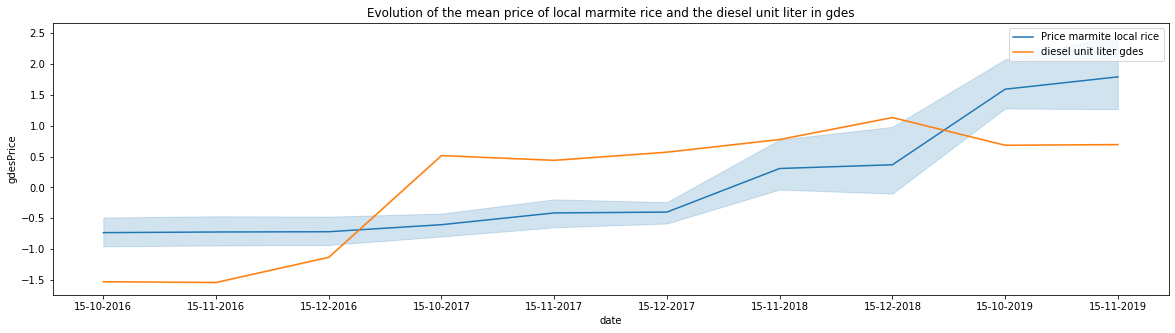 Evolution of the mean price of local marmite rice and the diesel unit liter in gdes
Price marmite local rice
diesel unit liter gdes
2.5
2.0
1.5
1.0
0.5
0.0
−0.5
−1.0
−1.5
gdesPrice
15-10-2016 15-11-2016 15-12-2016 15-10-2017 15-11-2017 15-12-2017 15-11-2018 15-12-2018 15-10-2019 15-11-2019
date